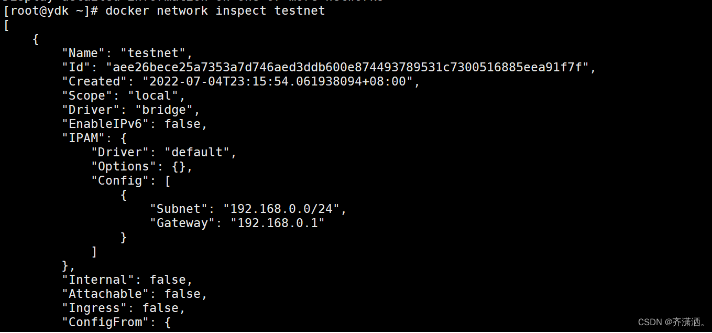 [root@ydk ~]# docker network inspect testnet
[
    {
        "Name": "testnet",
        "Id": "aee26bece25a7353a7d746aed3ddb600e874493789531c7300516885eea91f7f",
        "Created": "2022-07-04T23:15:54.061938094+08:00",
        "Scope": "local",
        "Driver": "bridge",
        "EnableIPv6": false,
        "IPAM": {
            "Driver": "default",
            "Options": {},
            "Config": [
                {
                    "Subnet": "192.168.0.0/24",
                    "Gateway": "192.168.0.1"
                }
            ]
        },
        "Internal": false,
        "Attachable": false,
        "Ingress": false,
        "ConfigFrom": {
CSDN @齐潇洒。